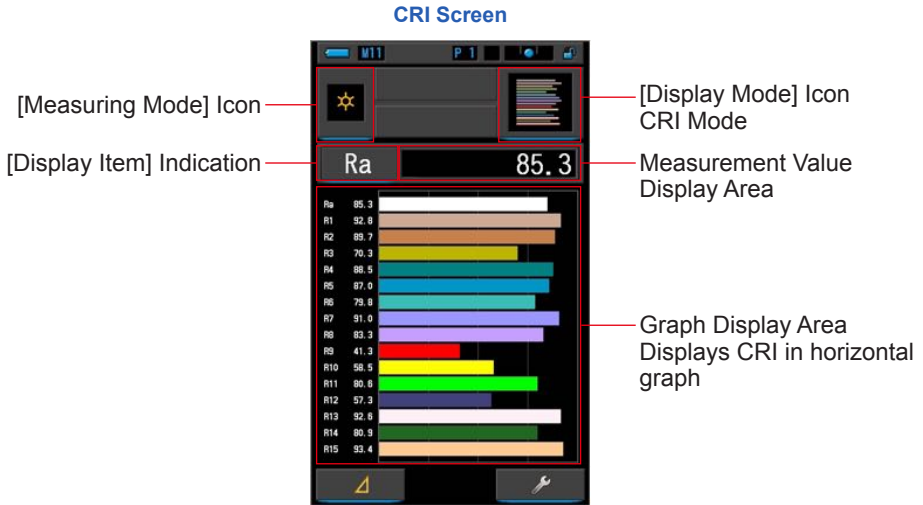 CRI Screen
M11 P 1
[Measuring Mode] Icon
[Display Mode] Icon
CRI Mode
[Display Item] Indication
Ra 85.3
Measurement Value
Display Area
Ra 85.3
R1 92.8
R2 89.7
R3 70.3
R4 88.5
R5 87.0
R6 79.8
R7 91.0
R8 83.3
R9 41.3
R10 58.5
R11 80.6
R12 57.3
R13 92.6
R14 80.9
R15 93.4
Graph Display Area
Displays CRI in horizontal
graph